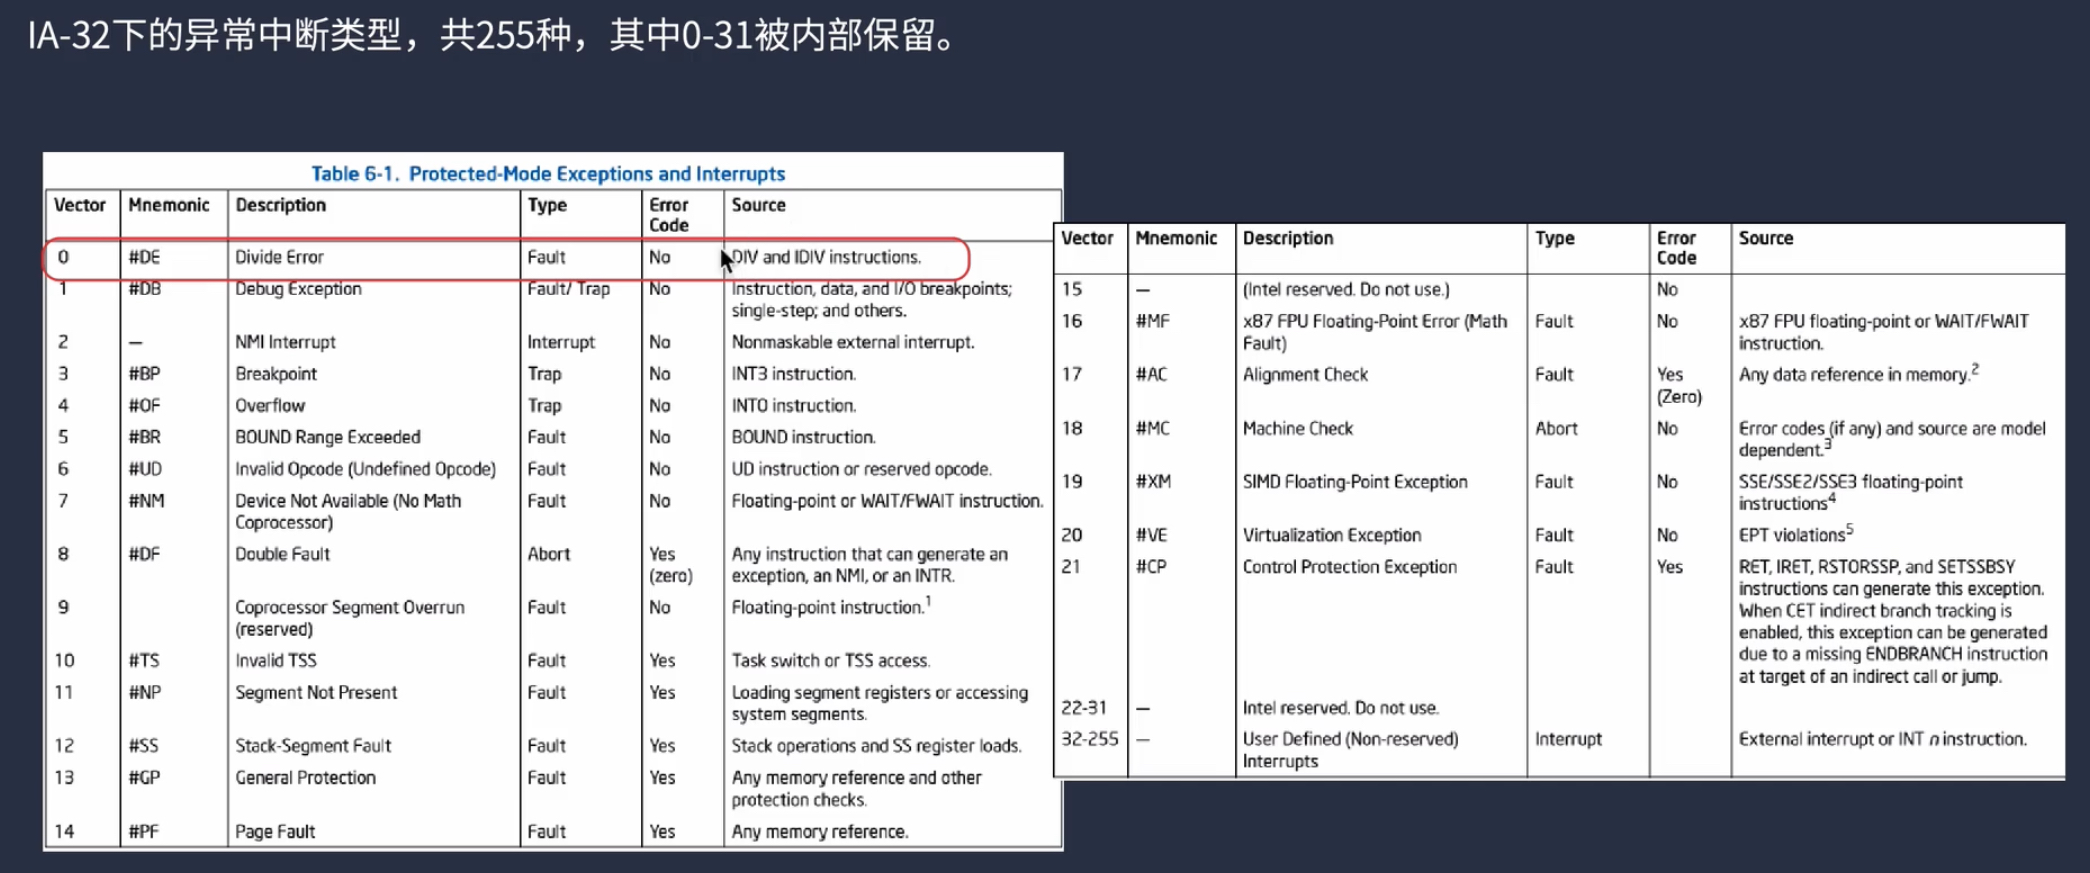 IA-32下的异常中断类型，共255种，其中0-31被内部保留。
Table 6-1. Protected-Mode Exceptions and Interrupts
Vector Mnemonic Description Type Error Code Source
0 #DE Divide Error Fault No DIV and IDIV instructions.
1 #DB Debug Exception Fault/ Trap No Instruction, data, and I/O breakpoints;
single-step; and others.
2 — NMI Interrupt Interrupt No Nonmaskable external interrupt.
3 #BP Breakpoint Trap No INT3 instruction.
4 #OF Overflow Trap No INTO instruction.
5 #BR BOUND Range Exceeded Fault No BOUND instruction.
6 #UD Invalid Opcode (Undefined Opcode) Fault No UD instruction or reserved opcode.
7 #NM Device Not Available (No Math Fault No Floating-point or WAIT/FWAIT instruction.
Coprocessor)
8 #DF Double Fault Abort Yes Any instruction that can generate an
(zero) exception, an NMI, or an INTR.
9 Coprocessor Segment Overrun Fault No Floating-point instruction.1
(reserved)
10 #TS Invalid TSS Fault Yes Task switch or TSS access.
11 #NP Segment Not Present Fault Yes Loading segment registers or accessing
system segments.
12 #SS Stack-Segment Fault Fault Yes Stack operations and SS register loads.
13 #GP General Protection Fault Yes Any memory reference and other
protection checks.
14 #PF Page Fault Fault Yes Any memory reference.
Vector Mnemonic Description Type Error Code Source
15 — (Intel reserved. Do not use.) No
16 #MF x87 FPU Floating-Point Error (Math Fault No x87 FPU floating-point or WAIT/FWAIT
Fault) instruction.
17 #AC Alignment Check Fault Yes Any data reference in memory.2
(Zero)
18 #MC Machine Check Abort No Error codes (if any) and source are model
dependent.3
19 #XM SIMD Floating-Point Exception Fault No SSE/SSE2/SSE3 floating-point
instructions4
20 #VE Virtualization Exception Fault No EPT violations5
21 #CP Control Protection Exception Fault Yes RET, IRET, RSTORSSP, and SETSSBSY
instructions can generate this exception.
When CET indirect branch tracking is
enabled, this exception can be generated
due to a missing ENDBRANCH instruction
at target of an indirect call or jump.
22-31 — Intel reserved. Do not use.
32-255 — User Defined (Non-reserved) Interrupt External interrupt or INT n instruction.
Interrupts